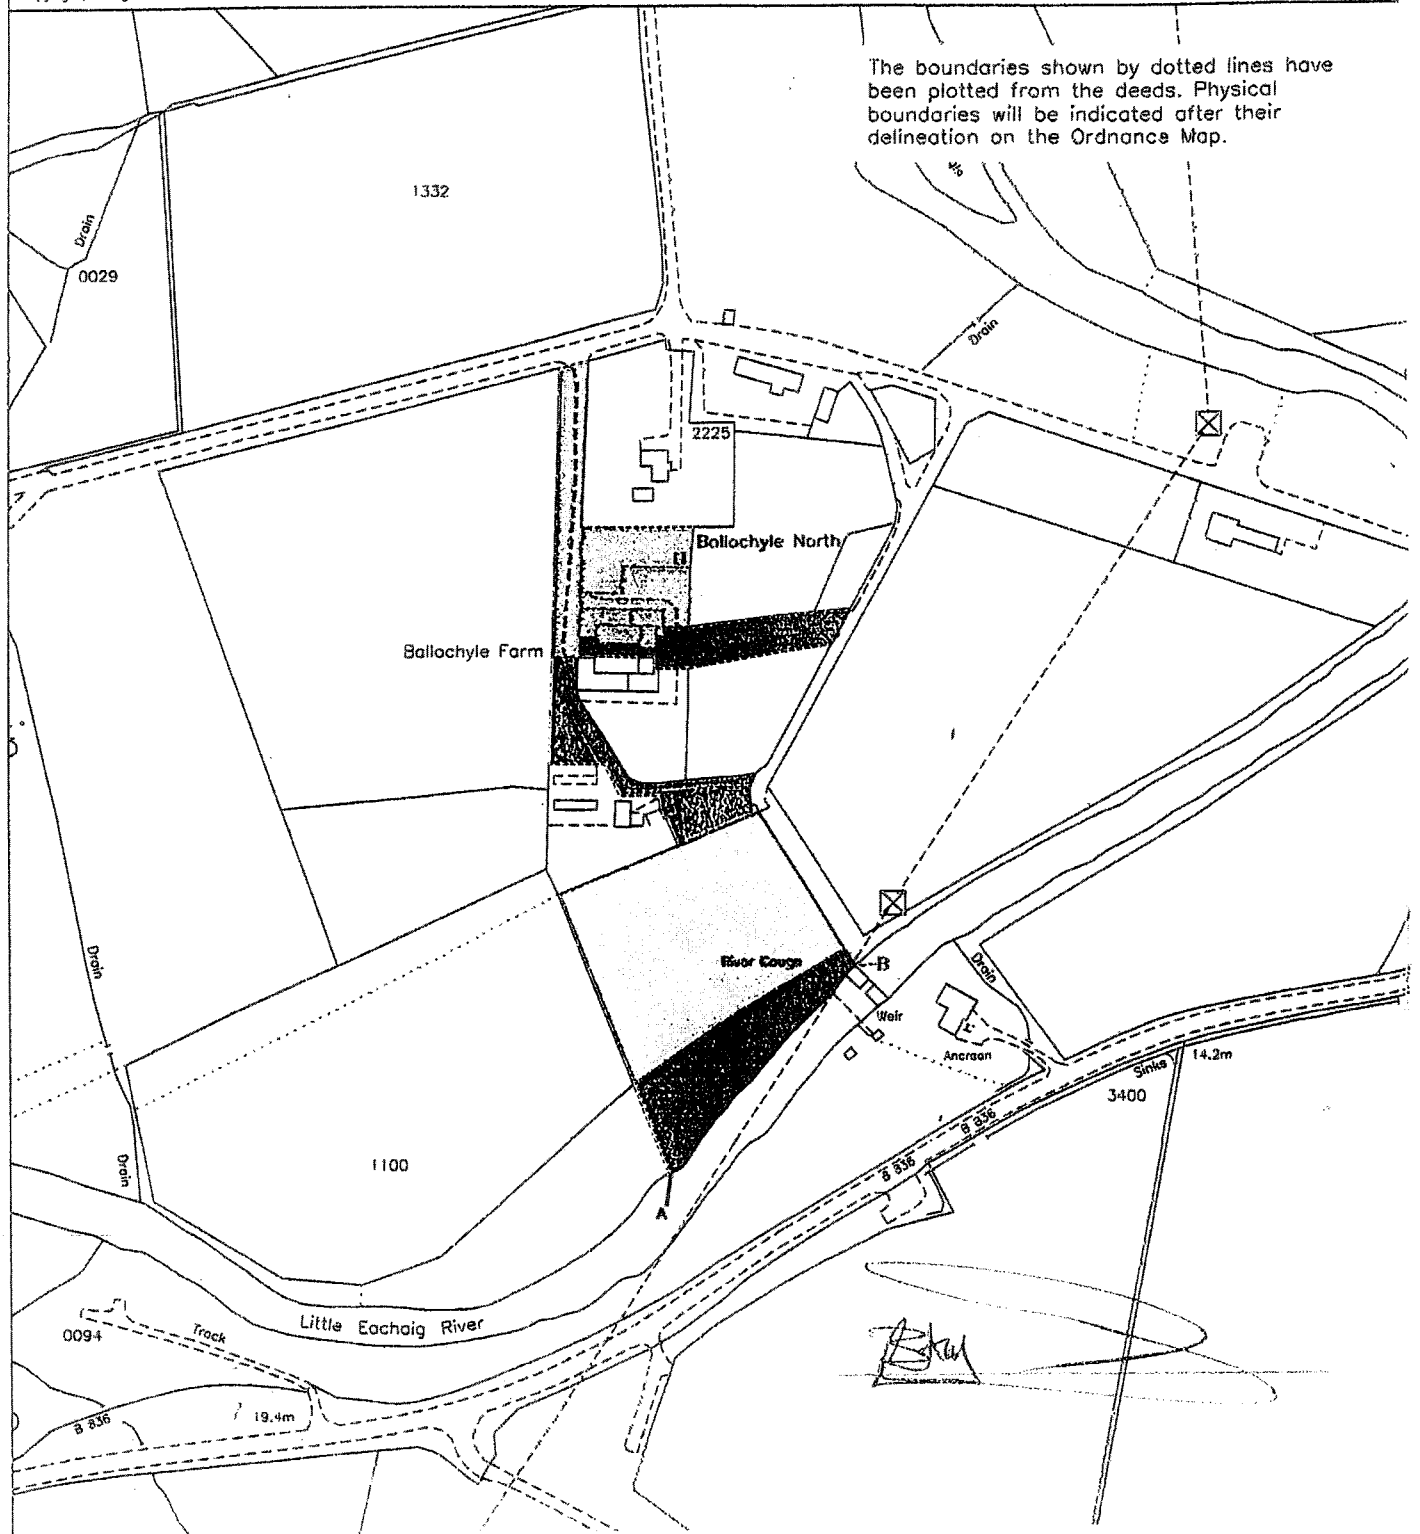 The boundaries shown by dotted lines have
been plotted from the deeds. Physical
boundaries will be indicated after their
delineation on the Ordnance Map.
1332
Drain
0029
Drain
2225
Ballochyle North
Ballochyle Farm
Drain
River Gauge
B
Drain
Weir
Ancraan
14.2m
Sinks
3400
B 836
B 836
Drain
1100
A
Little Eachaig River
Track
0094
19.4m
B 836